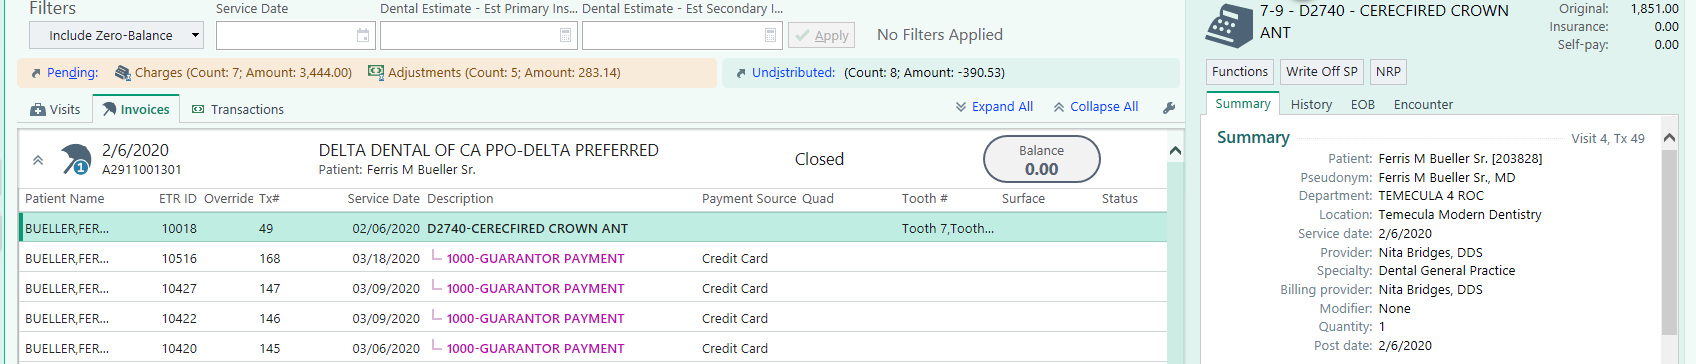 Filters
Service Date
Dental Estimate - Est Primary Ins...
Dental Estimate - Est Secondary I...
Include Zero-Balance
Apply
No Filters Applied
Pending: Charges (Count: 7; Amount: 3,444.00) Adjustments (Count: 5; Amount: 283.14)
Undistributed: (Count: 8; Amount: -390.53)
Visits Invoices Transactions
Expand All Collapse All
2/6/2020 DELTA DENTAL OF CA PPO-DELTA PREFERRED Closed Balance
1 A2911001301 Patient: Ferris M Bueller Sr. 0.00
Patient Name ETR ID Override Tx# Service Date Description Payment Source Quad Tooth # Surface Status
BUELLER,FER... 10018 49 02/06/2020 D2740-CERECFIRED CROWN ANT Tooth 7,Tooth...
BUELLER,FER... 10516 168 03/18/2020 1000-GUARANTOR PAYMENT Credit Card
BUELLER,FER... 10427 147 03/09/2020 1000-GUARANTOR PAYMENT Credit Card
BUELLER,FER... 10422 146 03/09/2020 1000-GUARANTOR PAYMENT Credit Card
BUELLER,FER... 10420 145 03/06/2020 1000-GUARANTOR PAYMENT Credit Card
7-9 - D2740 - CERECFIRED CROWN
ANT
Original: 1,851.00
Insurance: 0.00
Self-pay: 0.00
Functions Write Off SP NRP
Summary History EOB Encounter
Summary Visit 4, Tx 49
Patient: Ferris M Bueller Sr. [203828]
Pseudonym: Ferris M Bueller Sr., MD
Department: TEMECULA 4 ROC
Location: Temecula Modern Dentistry
Service date: 2/6/2020
Provider: Nita Bridges, DDS
Specialty: Dental General Practice
Billing provider: Nita Bridges, DDS
Modifier: None
Quantity: 1
Post date: 2/6/2020